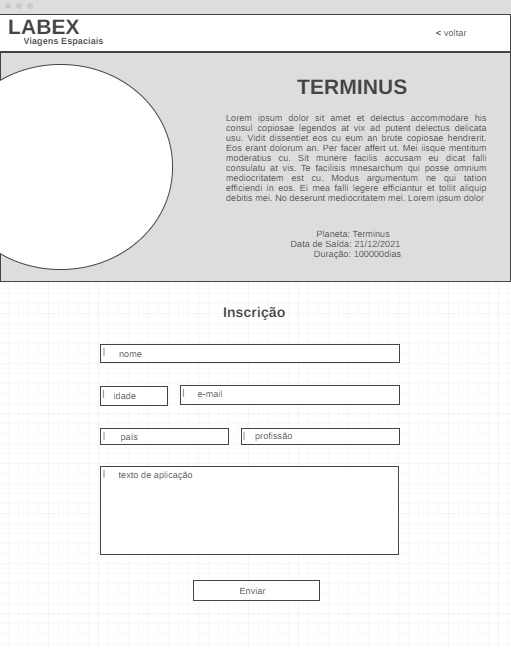 LABEX
Viagens Espaciais
< voltar
TERMINUS
Lorem ipsum dolor sit amet et delectus accommodare his
consul copiosae legendos at vix ad putent delectus delicata
usu. Vidit dissentiet eos cu eum an brute copiosae hendrerit.
Eos erant dolorum an. Per facer affert ut. Mei iisque mentitum
moderatius cu. Sit munere facilis accusam eu dicat falli
consulatu at vis. Te facilisis mnesarchum qui posse omnium
mediocritatem est cu. Modus argumentum ne qui tation
efficiendi in eos. Ei mea falli legere efficiantur et tollit aliquip
debitis mei. No deserunt mediocritatem mel. Lorem ipsum dolor
Planeta: Terminus
Data de Saída: 21/12/2021
Duração: 100000dias
Inscrição
nome
idade
e-mail
país
profissão
texto de aplicação
Enviar